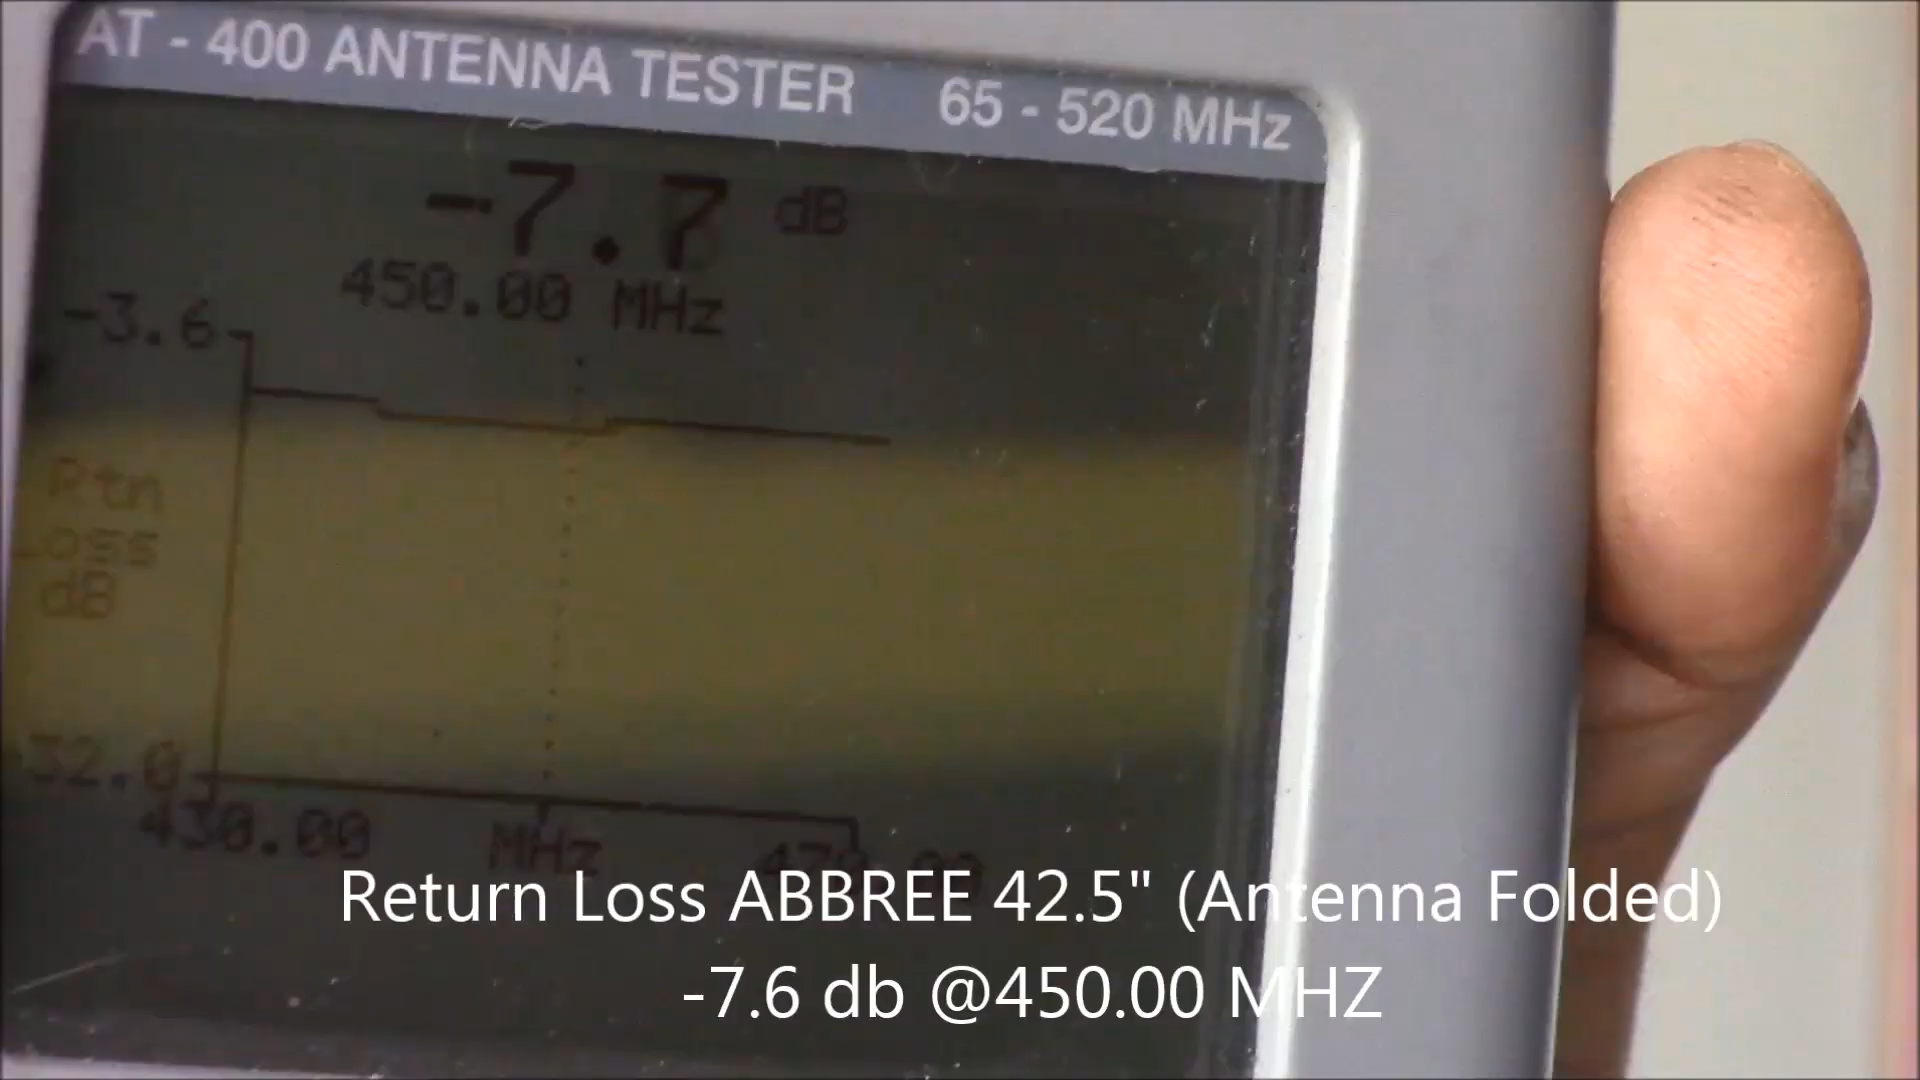 AT - 400 ANTENNA TESTER 65 - 520 MHz
-7.7 dB
450.00 MHz
-3.6
Rtn
Loss
dB
-32.0
430.00 MHz 470.00
Return Loss ABBREE 42.5" (Antenna Folded)
-7.6 db @450.00 MHZ